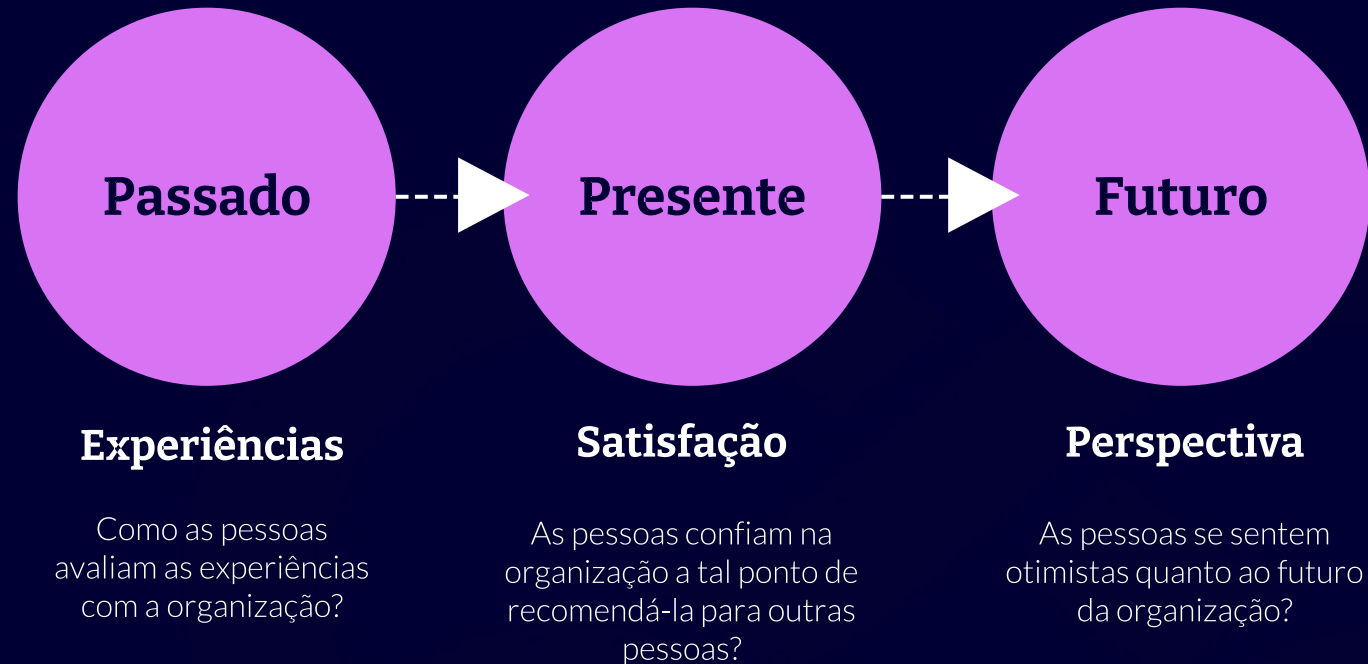 Passado
Presente
Futuro
Experiências
Como as pessoas
avaliam as experiências
com a organização?
Satisfação
As pessoas confiam na
organização a tal ponto de
recomendá-la para outras
pessoas?
Perspectiva
As pessoas se sentem
otimistas quanto ao futuro
da organização?